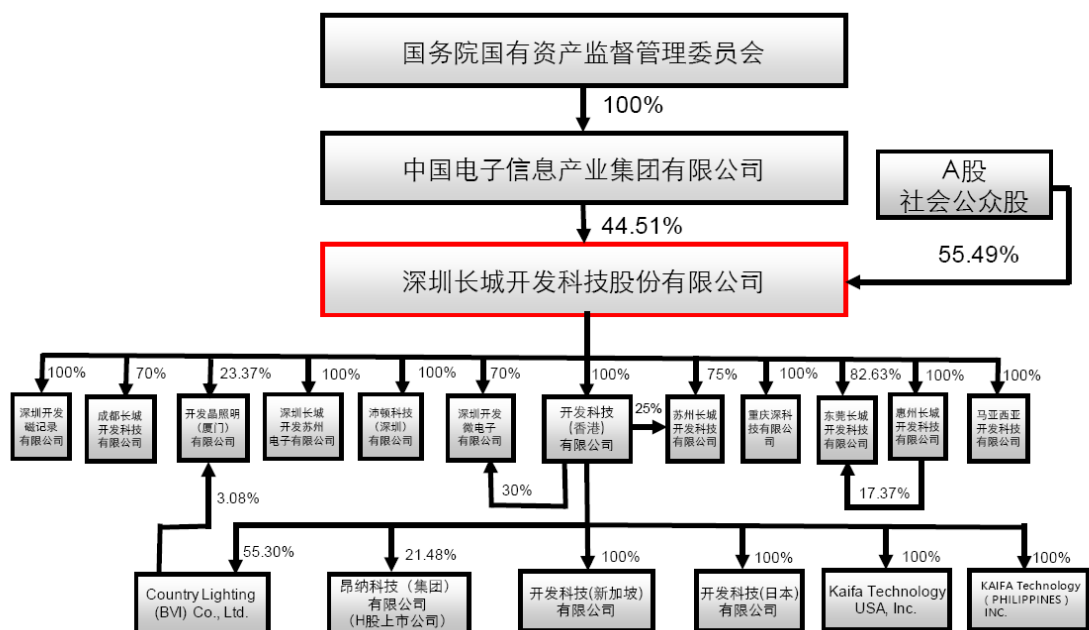 国务院国有资产监督管理委员会
100%
中国电子信息产业集团有限公司
A股
社会公众股
44.51%
55.49%
深圳长城开发科技股份有限公司
100%
70%
23.37%
100%
100%
70%
100%
75%
100%
82.63%
100%
100%
深圳开发
磁记录
有限公司
成都长城
开发科技
有限公司
开发晶照明
（厦门）
有限公司
深圳长城
开发苏州
电子有限公司
沛顿科技
（深圳）
有限公司
深圳开发
微电子
有限公司
开发科技
(香港)
有限公司
25%
苏州长城
开发科技
有限公司
重庆深科
技有限公
司
东莞长城
开发科技
有限公司
惠州长城
开发科技
有限公司
马亚西亚
开发科技
有限公司
3.08%
30%
17.37%
55.30%
21.48%
100%
100%
100%
100%
Country Lighting
(BVI) Co., Ltd.
昂纳科技（集团）
有限公司
（H股上市公司）
开发科技(新加坡)
有限公司
开发科技(日本)
有限公司
Kaifa Technology
USA, Inc.
KAIFA Technology
( PHILIPPINES )
INC.